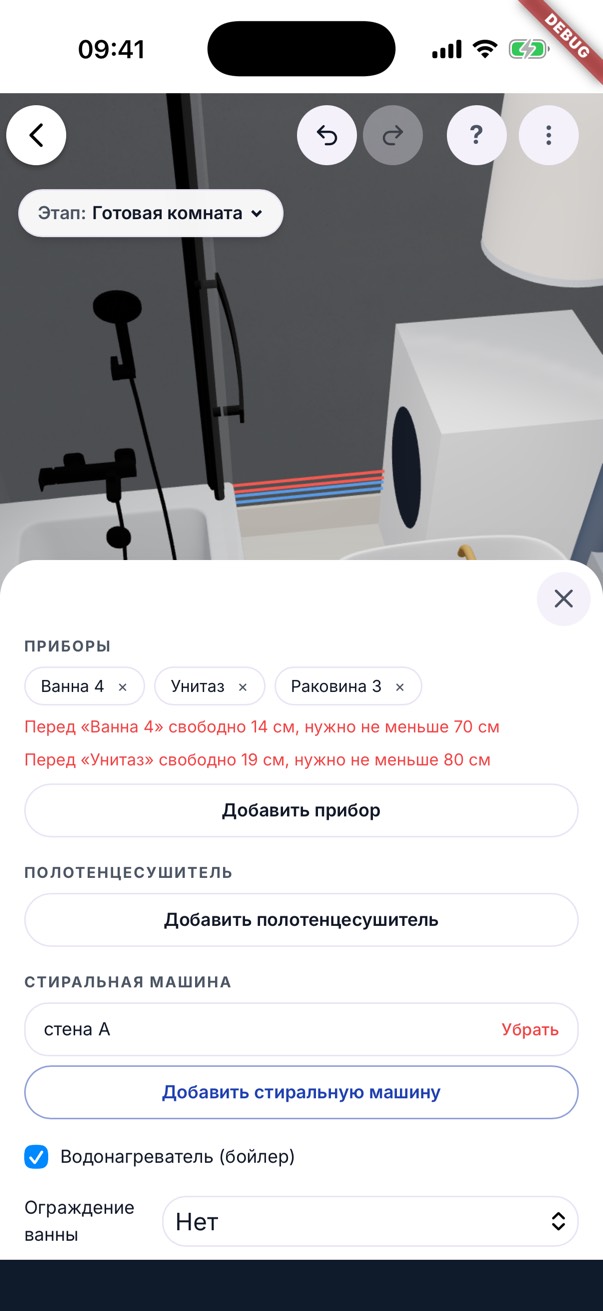 09:41
DEBUG
?
Этап: Готовая комната
ПРИБОРЫ
Ванна 4 ×
Унитаз ×
Раковина 3 ×
Перед «Ванна 4» свободно 14 см, нужно не меньше 70 см
Перед «Унитаз» свободно 19 см, нужно не меньше 80 см
Добавить прибор
ПОЛОТЕНЦЕСУШИТЕЛЬ
Добавить полотенцесушитель
СТИРАЛЬНАЯ МАШИНА
стена А
Убрать
Добавить стиральную машину
Водонагреватель (бойлер)
Ограждение
ванны
Нет